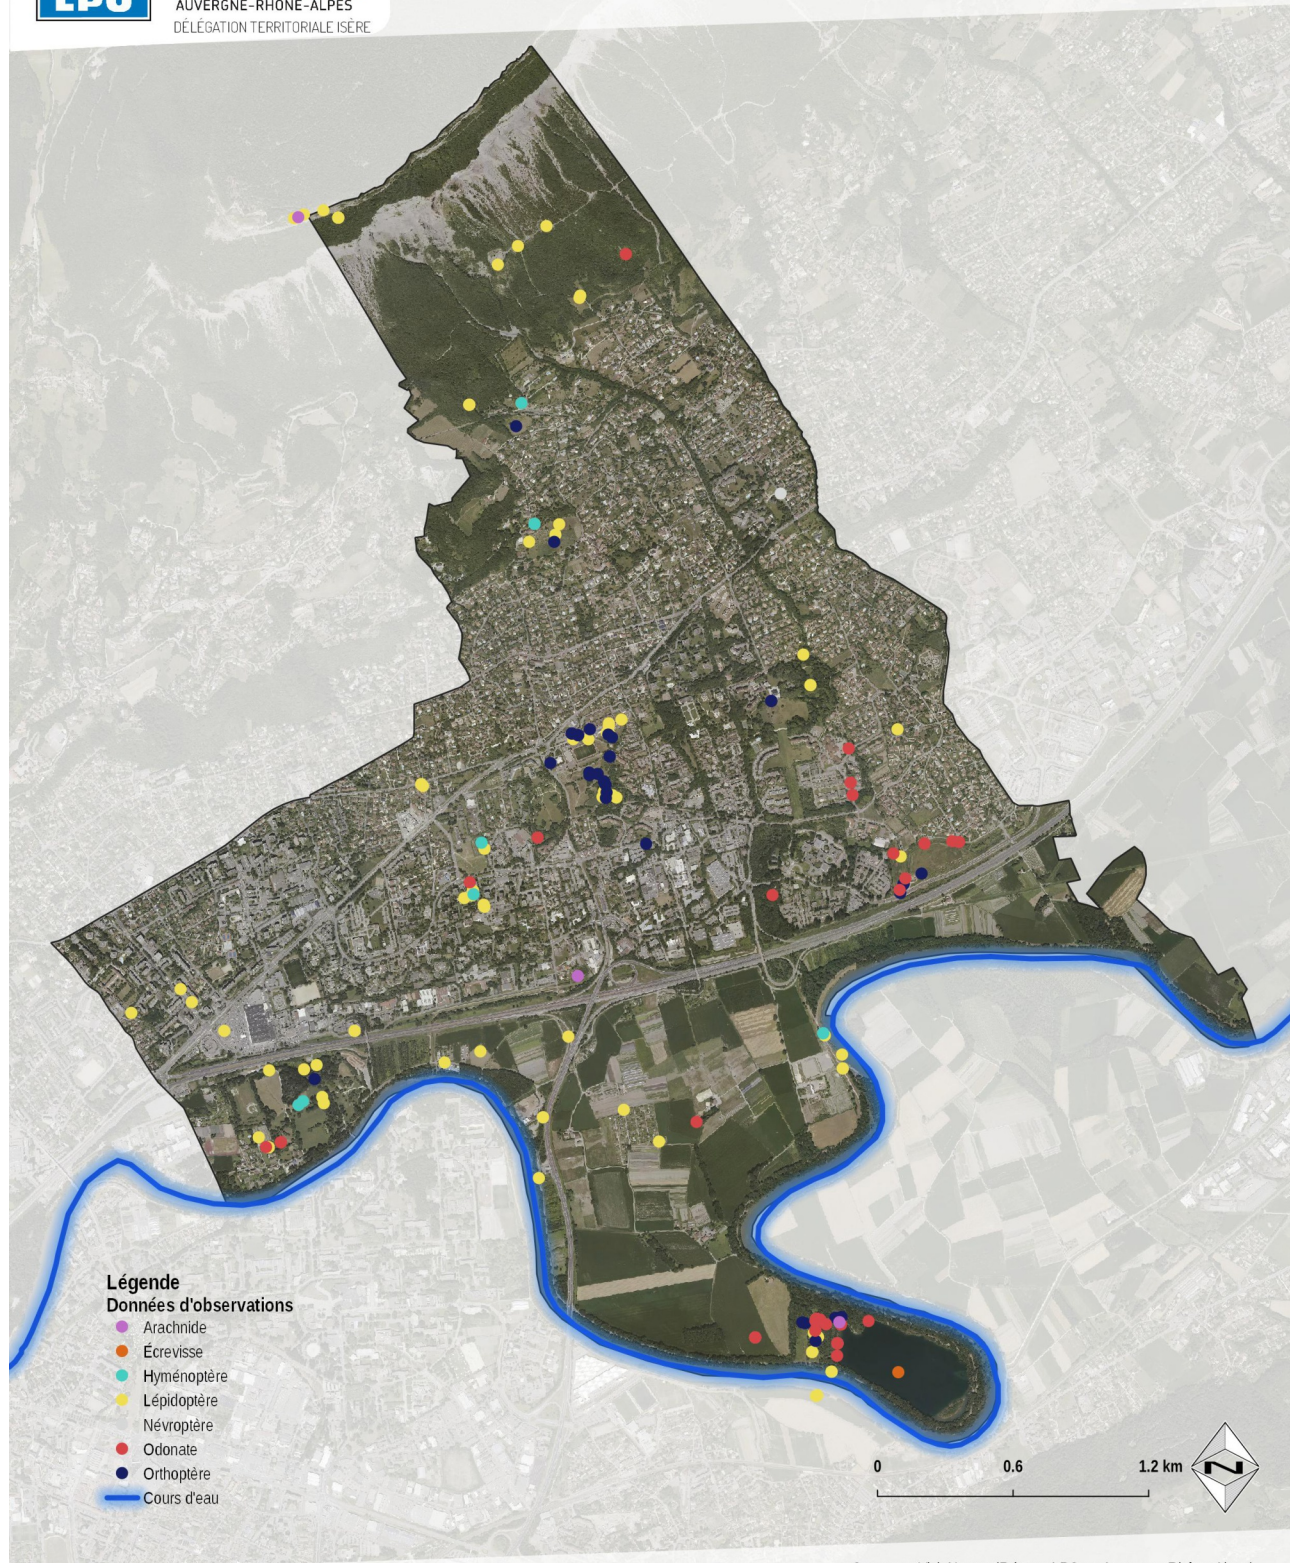 LPO
AUVERGNE-RHÔNE-ALPES
DÉLÉGATION TERRITORIALE ISÈRE
Légende
Données d'observations
Arachnide
Écrevisse
Hyménoptère
Lépidoptère
Névroptère
Odonate
Orthoptère
Cours d'eau
0 0.6 1.2 km
N